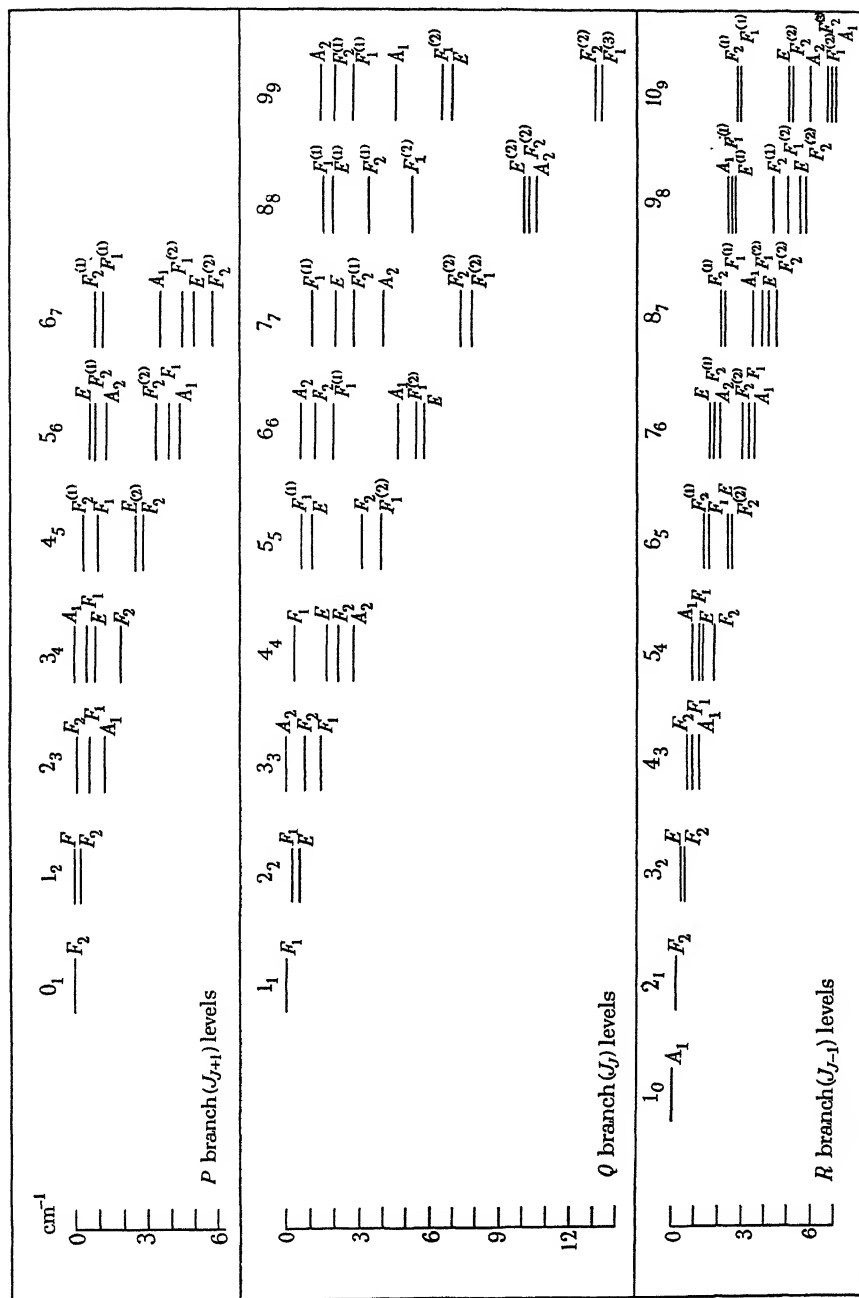 cm⁻¹
0
3
6
P branch (J_{J+1}) levels
0₁
F₂
1₂
F
F₂
2₃
F₂
F₁
A₁
3₄
A₁
F₁
E
F₂
4₅
F₂⁽¹⁾
F₁
E
F₂⁽²⁾
5₆
E
F₂⁽¹⁾
A₂
F₂⁽²⁾
F₁
A₁
6₇
F₂⁽¹⁾
F₁⁽¹⁾
A₁
F₁⁽²⁾
E
F₂⁽²⁾
0
3
6
9
12
Q branch (J_J) levels
1₁
F₁
2₂
F₁
E
3₃
A₂
F₂
F₁
4₄
F₁
E
F₂
A₂
5₅
F₁⁽¹⁾
E
F₂
F₁⁽²⁾
6₆
A₂
F₂
F₁⁽¹⁾
A₁
F₁⁽²⁾
E
7₇
F₁⁽¹⁾
E
F₂⁽¹⁾
A₂
F₂⁽²⁾
F₁⁽²⁾
8₈
F₁⁽¹⁾
E⁽¹⁾
F₂⁽¹⁾
F₁⁽²⁾
E⁽²⁾
F₂⁽²⁾
A₂
9₉
A₂
F₂⁽¹⁾
F₁⁽¹⁾
A₁
F₁⁽²⁾
E
F₂⁽²⁾
F₁⁽³⁾
0
3
6
R branch (J_{J−1}) levels
1₀
A₁
2₁
F₂
3₂
E
F₂
4₃
F₂
F₁
A₁
5₄
A₁
F₁
E
F₂
6₅
F₂⁽¹⁾
F₁
E
F₂⁽²⁾
7₆
E
F₂⁽¹⁾
A₂
F₂⁽²⁾
F₁
A₁
8₇
F₂⁽¹⁾
F₁⁽¹⁾
A₁
F₁⁽²⁾
E
F₂⁽²⁾
9₈
A₁
F₁⁽¹⁾
E⁽¹⁾
F₂⁽¹⁾
F₁⁽²⁾
E⁽²⁾
F₂⁽²⁾
10₉
F₂⁽¹⁾
F₁⁽¹⁾
E
F₂⁽²⁾
A₂
F₁⁽²⁾
F₂⁽³⁾
A₁